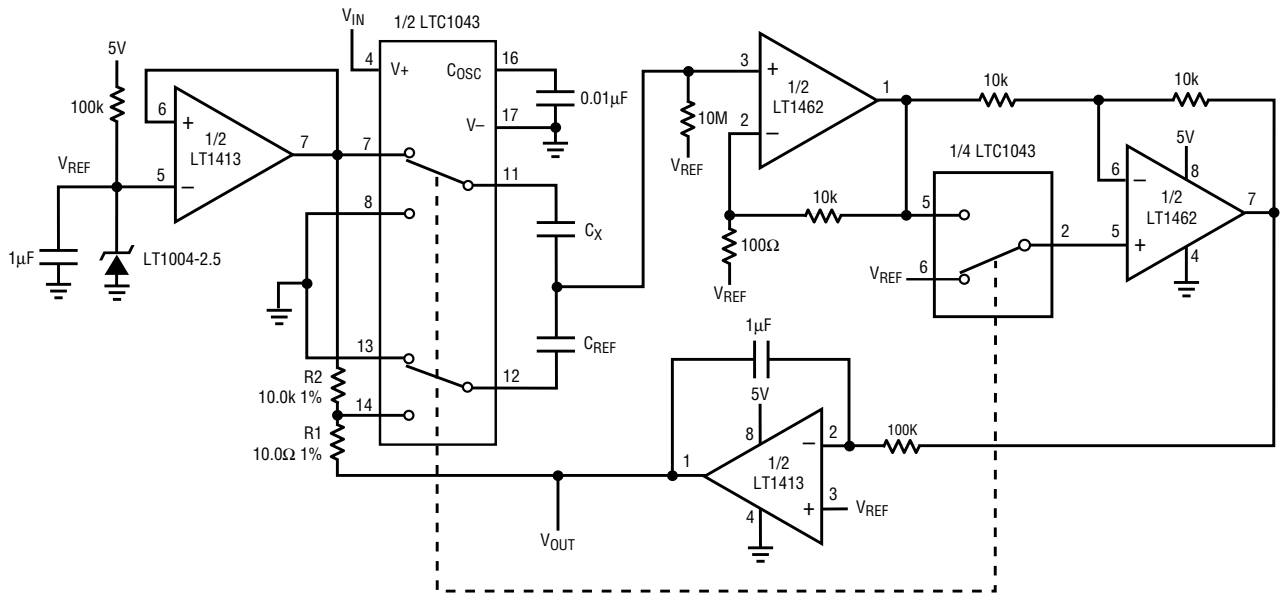 V_IN
1/2 LTC1043
5V
100k
V_REF
1µF
LT1004-2.5
6
5
+
−
1/2
LT1413
7
4
V+
C_OSC
16
0.01µF
V−
17
7
11
8
C_X
C_REF
13
12
14
R2
10.0k 1%
R1
10.0Ω 1%
3
2
+
−
1/2
LT1462
1
10M
V_REF
10k
100Ω
V_REF
10k
10k
1/4 LTC1043
5
2
6
V_REF
5V
8
6
−
5
+
1/2
LT1462
7
4
1µF
5V
8
−
2
100K
1/2
LT1413
1
3
+
V_REF
4
V_OUT